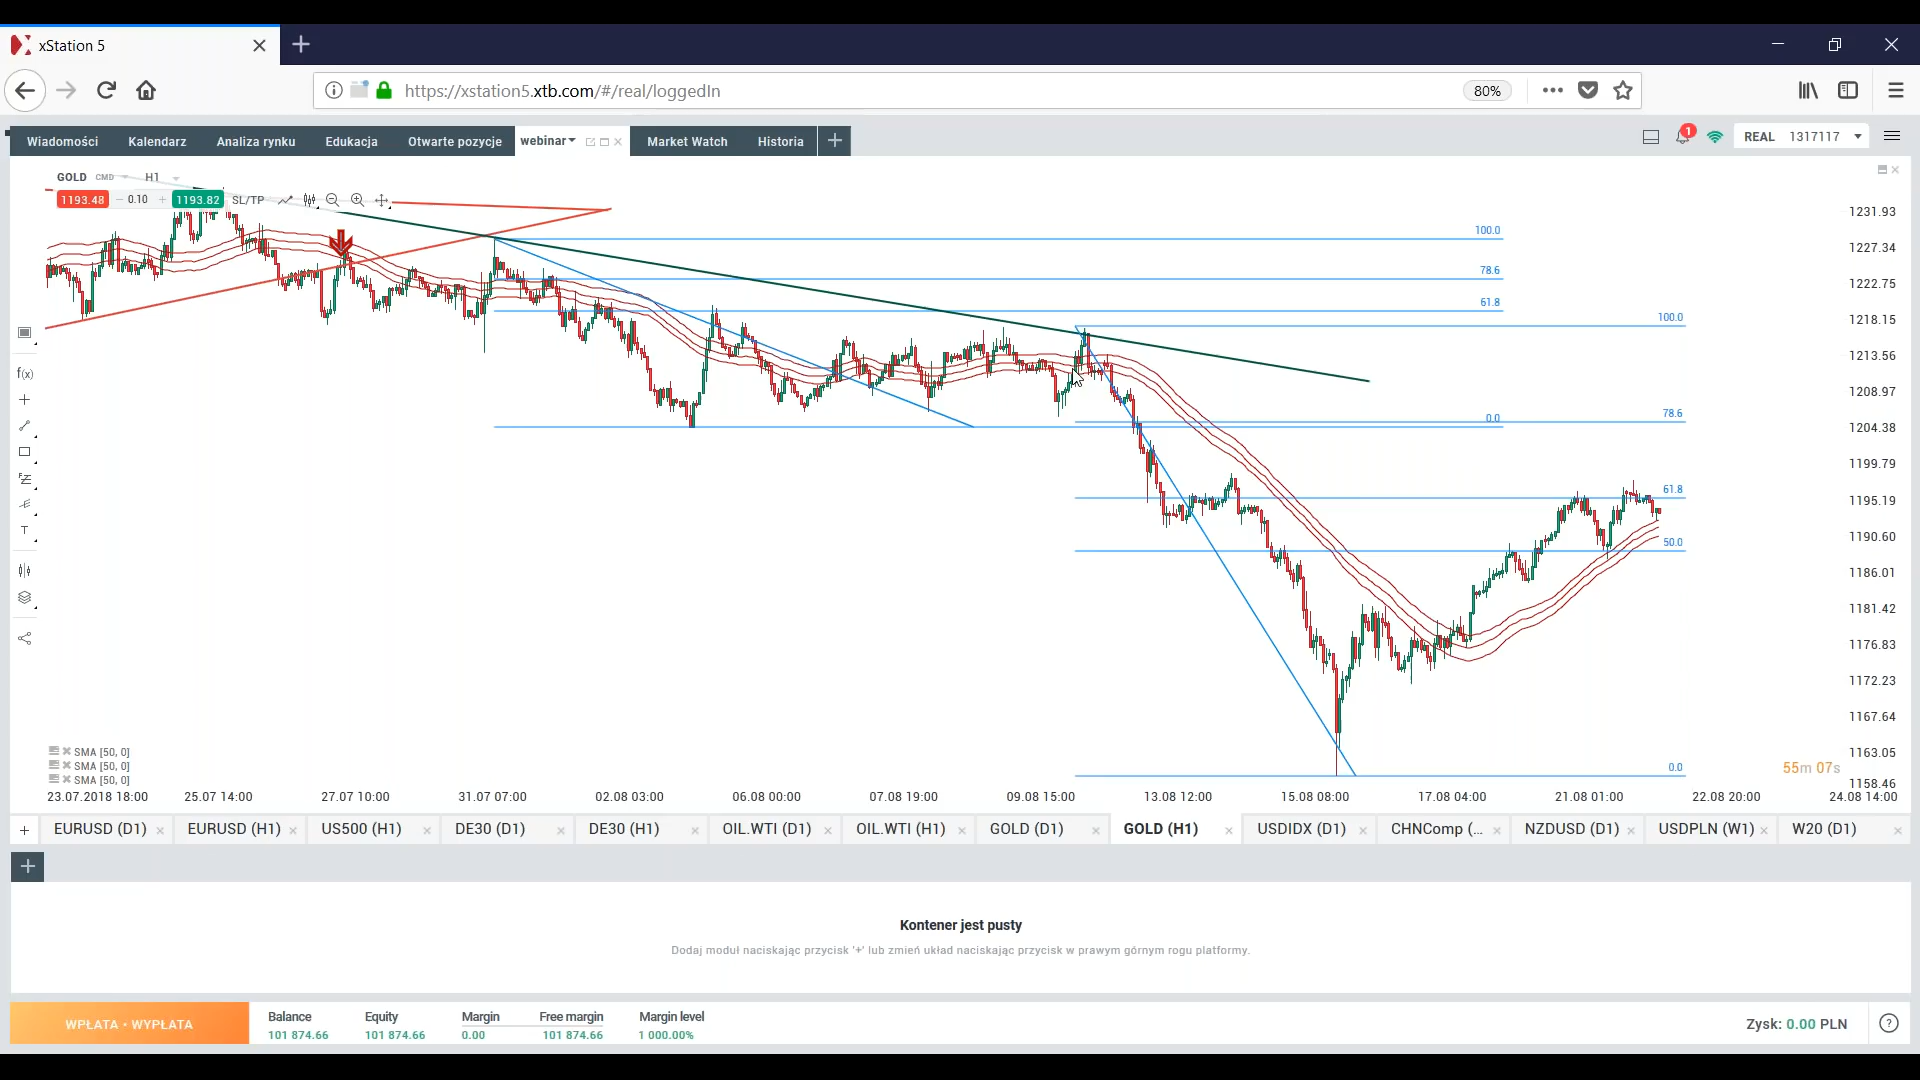 xStation 5
https://xstation5.xtb.com/#/real/loggedIn
80%
Wiadomości Kalendarz Analiza rynku Edukacja Otwarte pozycje webinar Market Watch Historia
1 REAL 1317117
GOLD CMD H1
1193.48 0.10 1193.82 SL/TP
1231.93
100.0
1227.34
78.6
1222.75
61.8
1218.15
100.0
1213.56
1208.97
0.0
78.6
1204.38
1199.79
61.8
1195.19
1190.60
50.0
1186.01
1181.42
1176.83
1172.23
1167.64
1163.05
0.0
55m 07s
1158.46
f(x)
T
SMA [50, 0]
SMA [50, 0]
SMA [50, 0]
23.07.2018 18:00 25.07 14:00 27.07 10:00 31.07 07:00 02.08 03:00 06.08 00:00 07.08 19:00 09.08 15:00 13.08 12:00 15.08 08:00 17.08 04:00 21.08 01:00 22.08 20:00 24.08 14:00
EURUSD (D1) EURUSD (H1) US500 (H1) DE30 (D1) DE30 (H1) OIL.WTI (D1) OIL.WTI (H1) GOLD (D1) GOLD (H1) USDIDX (D1) CHNComp (... NZDUSD (D1) USDPLN (W1) W20 (D1)
Kontener jest pusty
Dodaj moduł naciskając przycisk '+' lub zmień układ naciskając przycisk w prawym górnym rogu platformy.
WPŁATA • WYPŁATA
Balance Equity Margin Free margin Margin level
101 874.66 101 874.66 0.00 101 874.66 1 000.00%
Zysk: 0.00 PLN